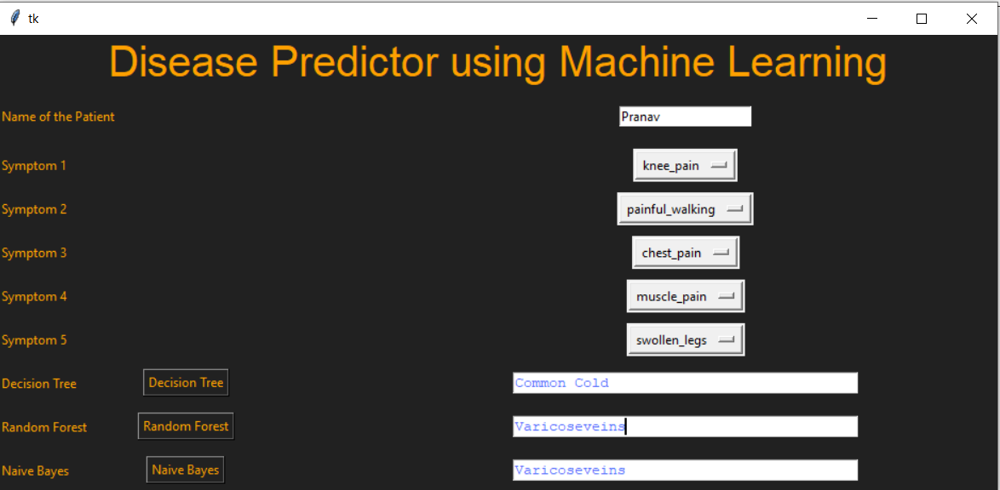 tk
Disease Predictor using Machine Learning
Name of the Patient Pranav
Symptom 1 knee_pain
Symptom 2 painful_walking
Symptom 3 chest_pain
Symptom 4 muscle_pain
Symptom 5 swollen_legs
Decision Tree Decision Tree Common Cold
Random Forest Random Forest Varicoseveins
Naive Bayes Naive Bayes Varicoseveins